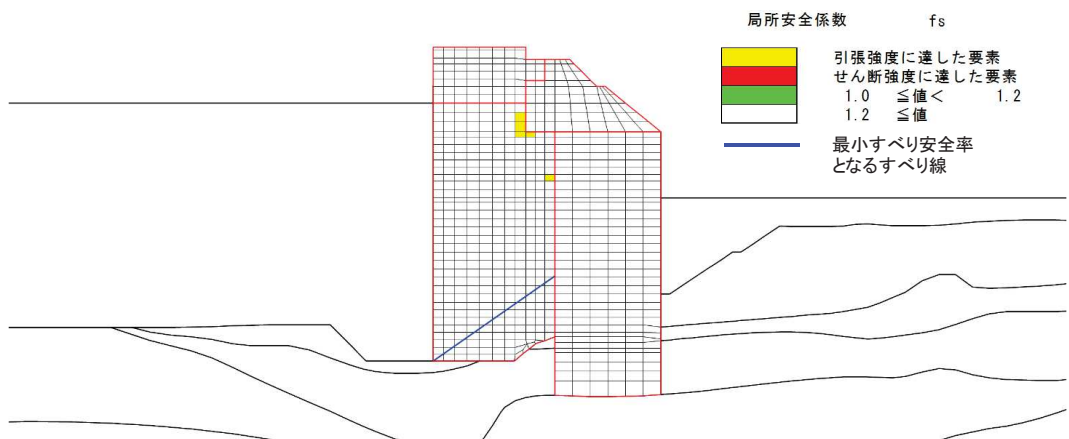 局所安全係数 fs
引張強度に達した要素
せん断強度に達した要素
1.0 ≦値< 1.2
1.2 ≦値
最小すべり安全率
となるすべり線